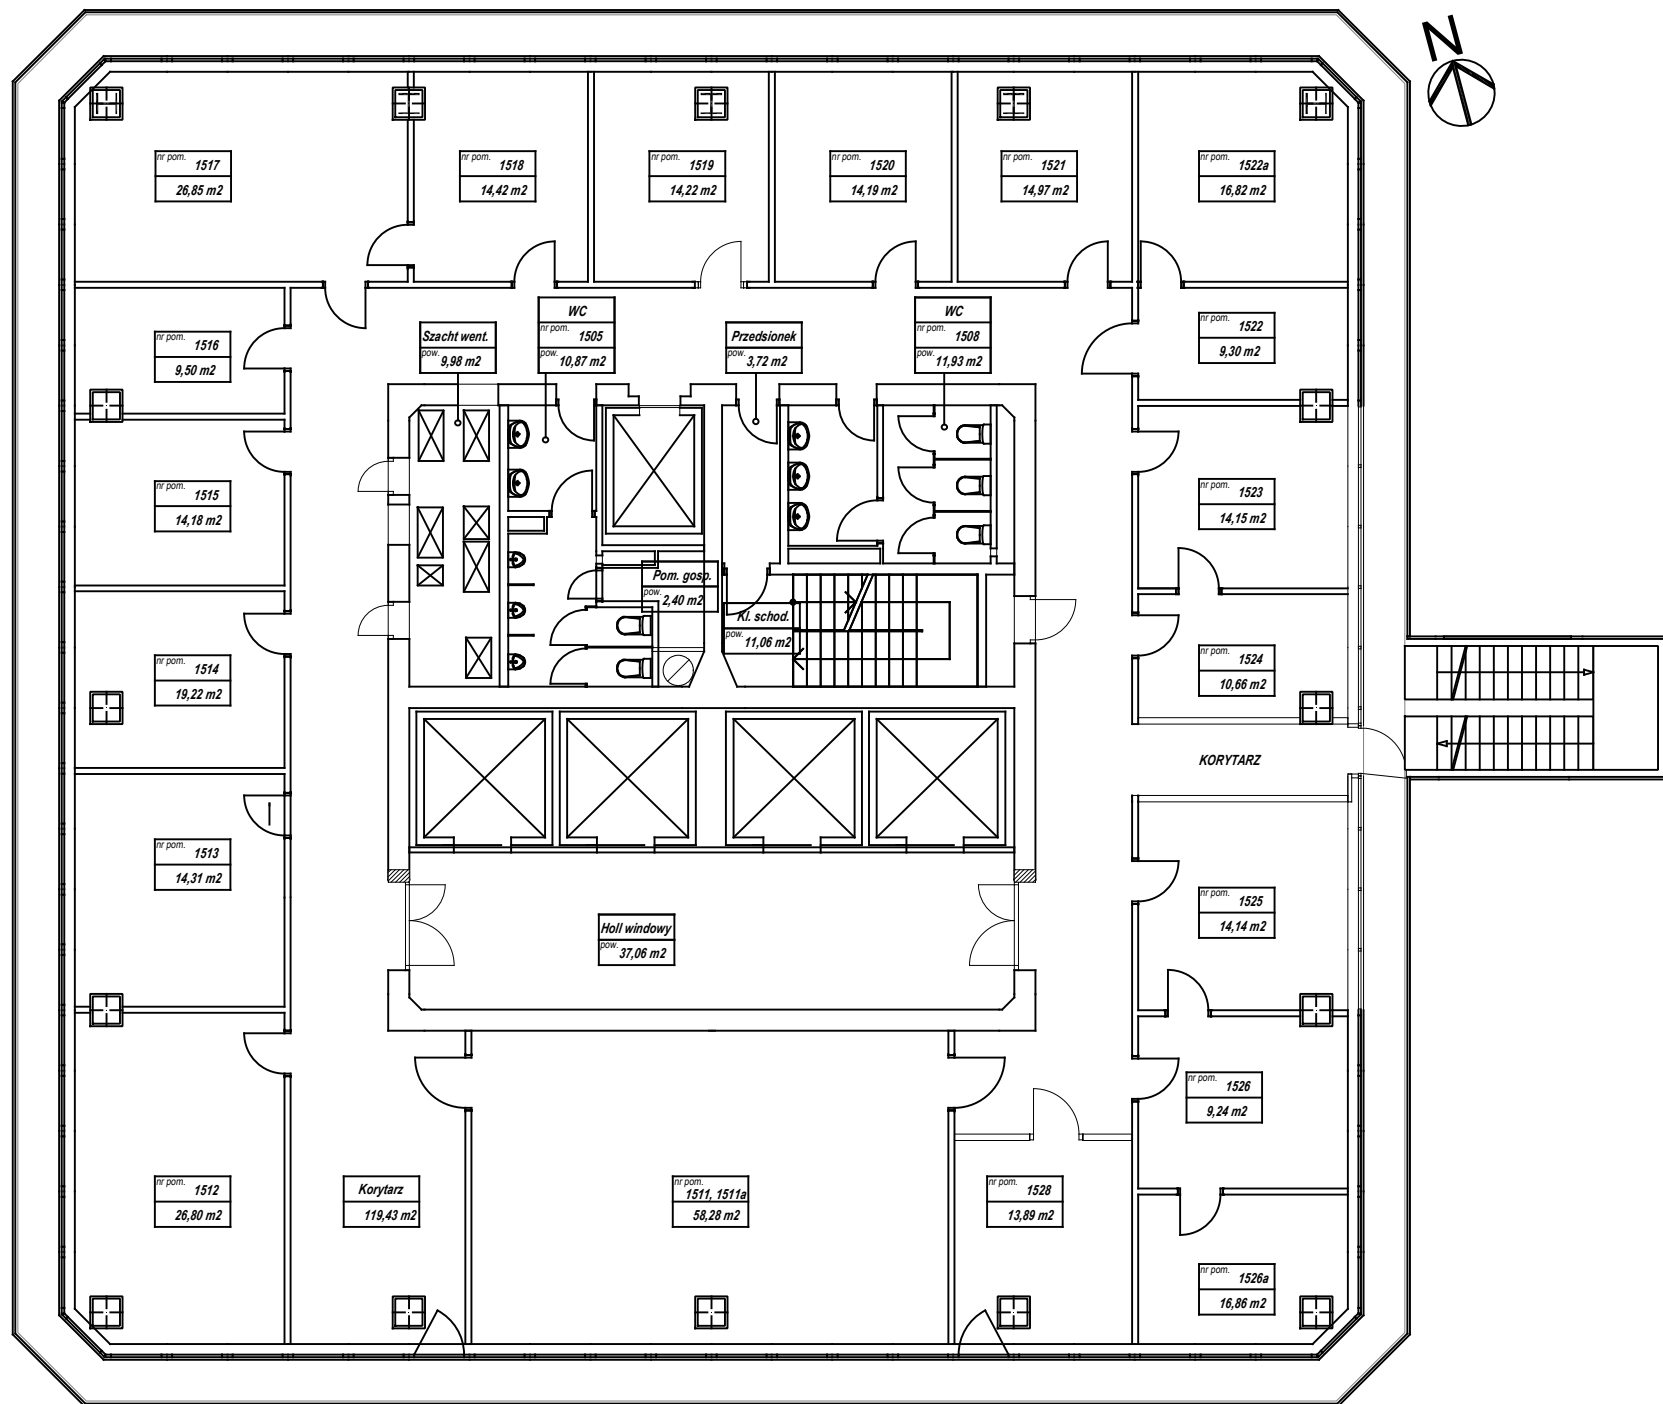 N
nr pom. 1517
26,85 m2
nr pom. 1518
14,42 m2
nr pom. 1519
14,22 m2
nr pom. 1520
14,19 m2
nr pom. 1521
14,97 m2
nr pom. 1522a
16,82 m2
nr pom. 1516
9,50 m2
Szacht went.
pow. 9,98 m2
WC
nr pom. 1505
pow. 10,87 m2
Przedsionek
pow. 3,72 m2
WC
nr pom. 1508
pow. 11,93 m2
nr pom. 1522
9,30 m2
nr pom. 1515
14,18 m2
nr pom. 1523
14,15 m2
Pom. gosp.
pow. 2,40 m2
Kl. schod.
pow. 11,06 m2
nr pom. 1514
19,22 m2
nr pom. 1524
10,66 m2
KORYTARZ
nr pom. 1513
14,31 m2
Holl windowy
pow. 37,06 m2
nr pom. 1525
14,14 m2
nr pom. 1526
9,24 m2
nr pom. 1512
26,80 m2
Korytarz
119,43 m2
nr pom.
1511, 1511a
58,28 m2
nr pom. 1528
13,89 m2
nr pom. 1526a
16,86 m2